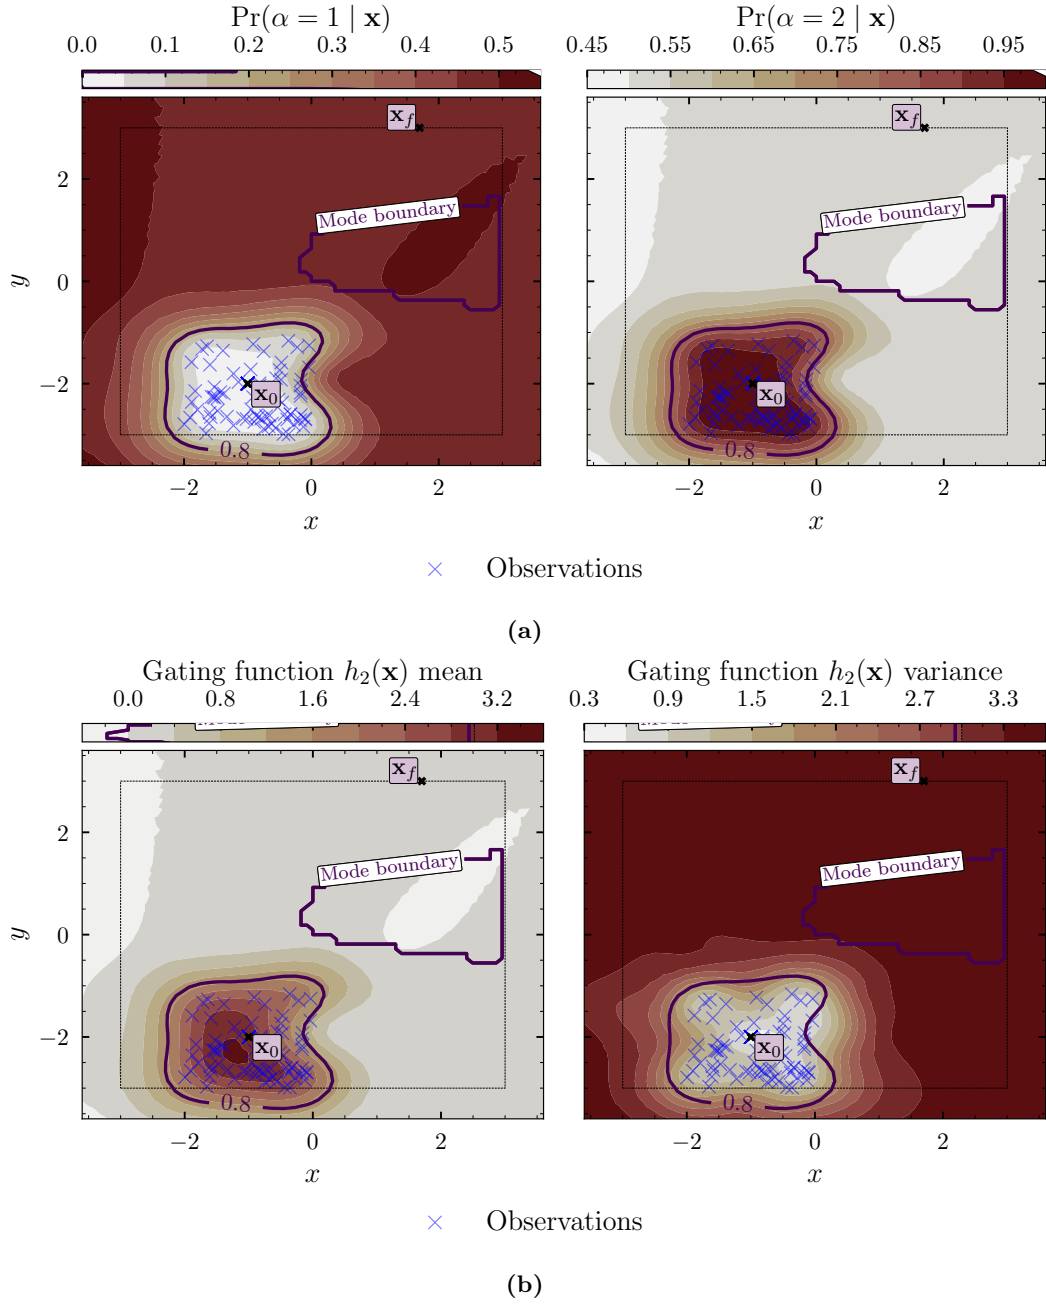 Pr(α = 1 | x)
Pr(α = 2 | x)
0.0 0.1 0.2 0.3 0.4 0.5
0.45 0.55 0.65 0.75 0.85 0.95
x_f
x_f
Mode boundary
Mode boundary
x_0
x_0
0.8
0.8
2
0
−2
y
−2 0 2
−2 0 2
x
x
Observations
(a)
Gating function h_2(x) mean
Gating function h_2(x) variance
0.0 0.8 1.6 2.4 3.2
0.3 0.9 1.5 2.1 2.7 3.3
Mode boundary
Mode boundary
x_f
x_f
Mode boundary
Mode boundary
x_0
x_0
0.8
0.8
2
0
−2
y
−2 0 2
−2 0 2
x
x
Observations
(b)